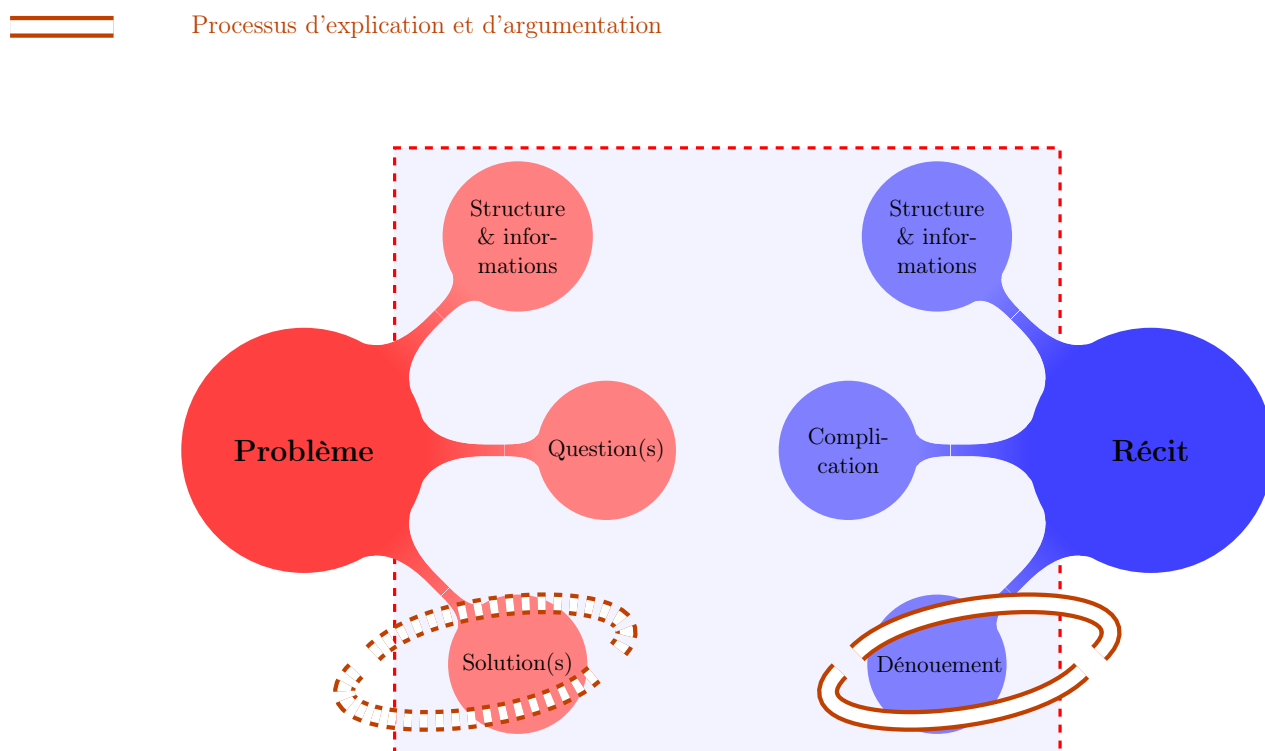 Processus d'explication et d'argumentation
Structure
& infor-
mations
Structure
& infor-
mations
Problème
Question(s)
Compli-
cation
Récit
Solution(s)
Dénouement